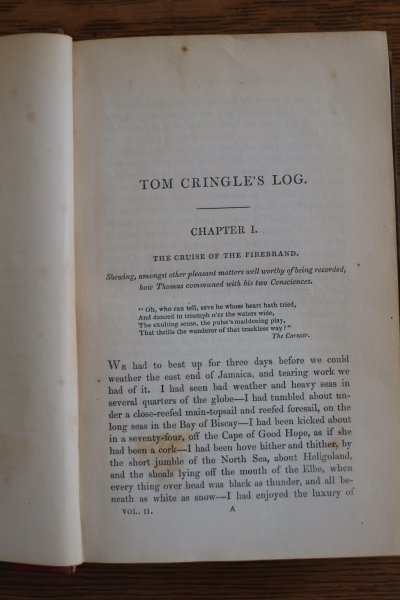 TOM CRINGLE'S LOG.
CHAPTER I.
THE CRUISE OF THE FIREBRAND.
Shewing, amongst other pleasant matters well worthy of being recorded,
how Thomas communed with his two Consciences.
"Oh, who can tell, save he whose heart hath tried,
And danced in triumph o'er the waters wide,
The exulting sense, the pulse's maddening play,
That thrills the wanderer of that trackless way?"
The Corsair.
WE had to beat up for three days before we could
weather the east end of Jamaica, and tearing work we
had of it. I had seen bad weather and heavy seas in
several quarters of the globe—I had tumbled about un-
der a close-reefed main-topsail and reefed foresail, on the
long seas in the Bay of Biscay—I had been kicked about
in a seventy-four, off the Cape of Good Hope, as if she
had been a cork—I had been hove hither and thither, by
the short jumble of the North Sea, about Heligoland,
and the shoals lying off the mouth of the Elbe, when
every thing over head was black as thunder, and all be-
neath as white as snow—I had enjoyed the luxury of
VOL. II. A